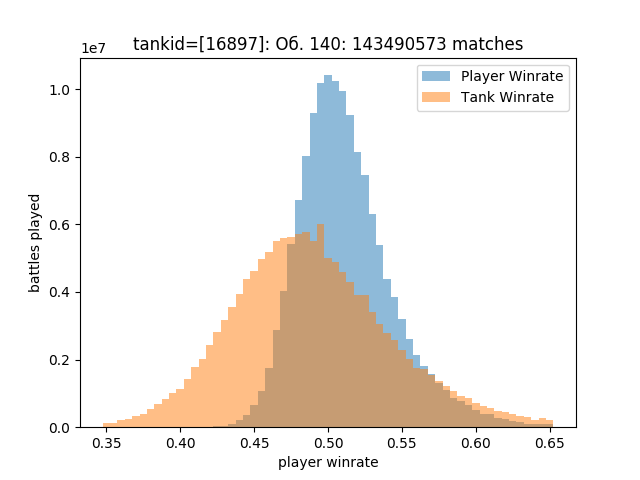 tankid=[16897]: Об. 140: 143490573 matches
1e7
Player Winrate
Tank Winrate
1.0
0.8
0.6
0.4
0.2
0.0
battles played
0.35 0.40 0.45 0.50 0.55 0.60 0.65
player winrate